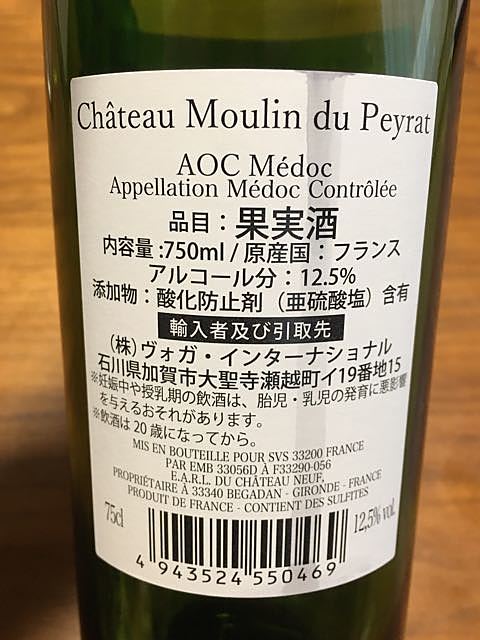 Château Moulin du Peyrat
AOC Médoc
Appellation Médoc Contrôlée
品目：果実酒
内容量:750ml / 原産国：フランス
アルコール分：12.5%
添加物：酸化防止剤（亜硫酸塩）含有
輸入者及び引取先
（株）ヴォガ・インターナショナル
石川県加賀市大聖寺瀬越町イ19番地15
※妊娠中や授乳期の飲酒は、胎児・乳児の発育に悪影響
を与えるおそれがあります。
※飲酒は20歳になってから。
MIS EN BOUTEILLE POUR SVS 33200 FRANCE
PAR EMB 33056D À F33290-056
E.A.R.L. DU CHÂTEAU NEUF,
PROPRIÉTAIRE À 33340 BEGADAN - GIRONDE - FRANCE
PRODUIT DE FRANCE - CONTIENT DES SULFITES
75cl
12,5% vol.
4 943524 550469